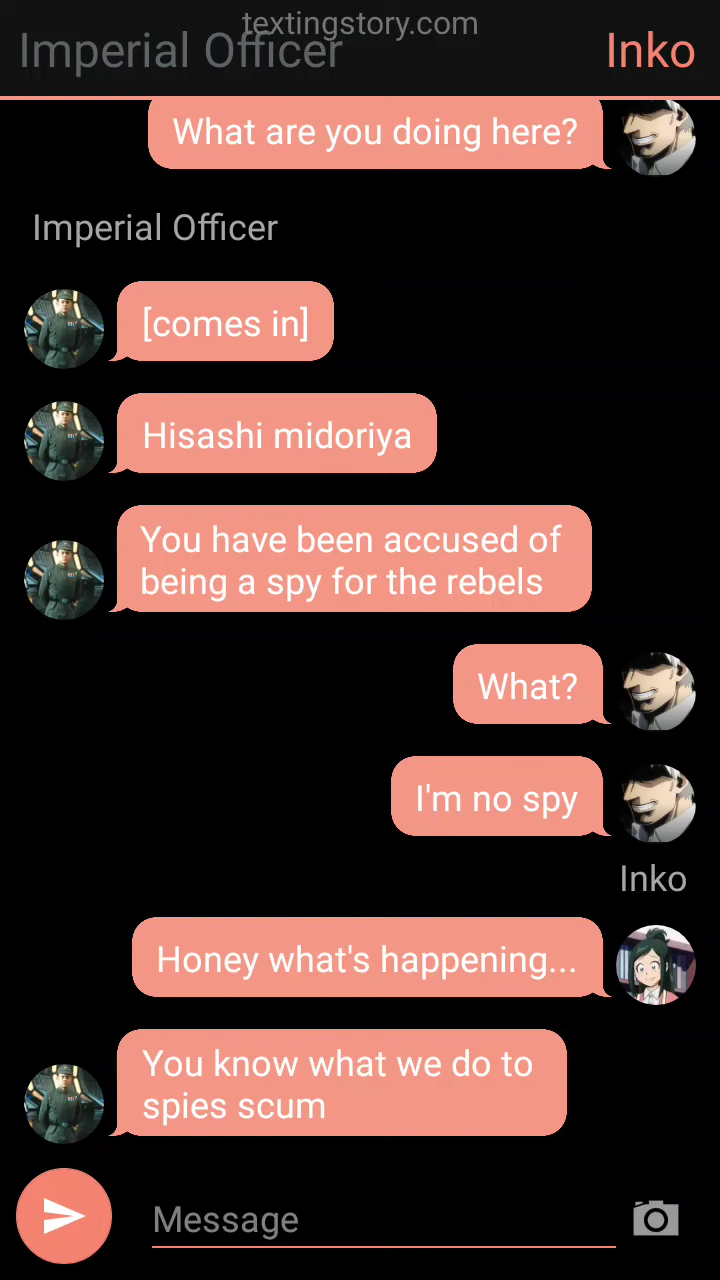 textingstory.com
Imperial Officer
Inko
What are you doing here?
Imperial Officer
[comes in]
Hisashi midoriya
You have been accused of
being a spy for the rebels
What?
I'm no spy
Inko
Honey what's happening...
You know what we do to
spies scum
Message